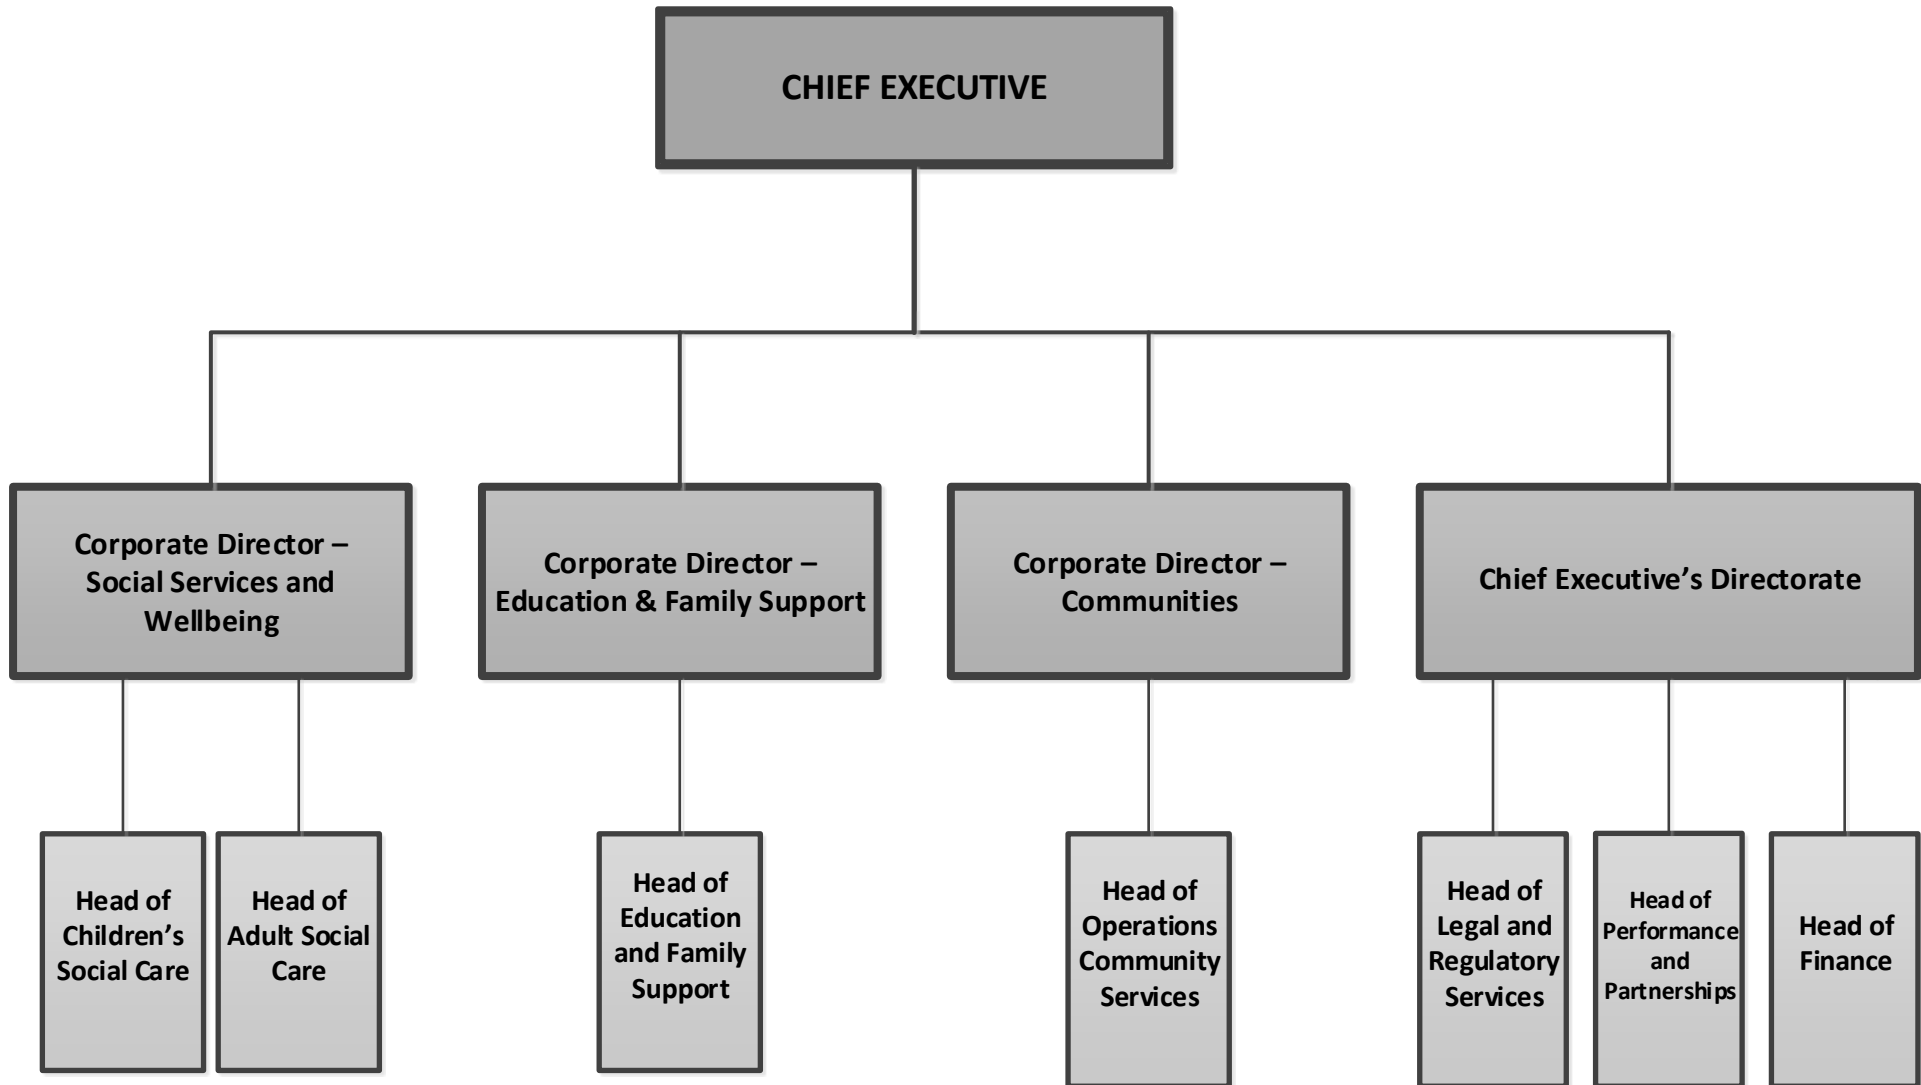 CHIEF EXECUTIVE
Corporate Director –
Social Services and
Wellbeing
Corporate Director –
Education & Family Support
Corporate Director –
Communities
Chief Executive’s Directorate
Head of
Children’s
Social Care
Head of
Adult Social
Care
Head of
Education
and Family
Support
Head of
Operations
Community
Services
Head of
Legal and
Regulatory
Services
Head of
Performance
and
Partnerships
Head of
Finance